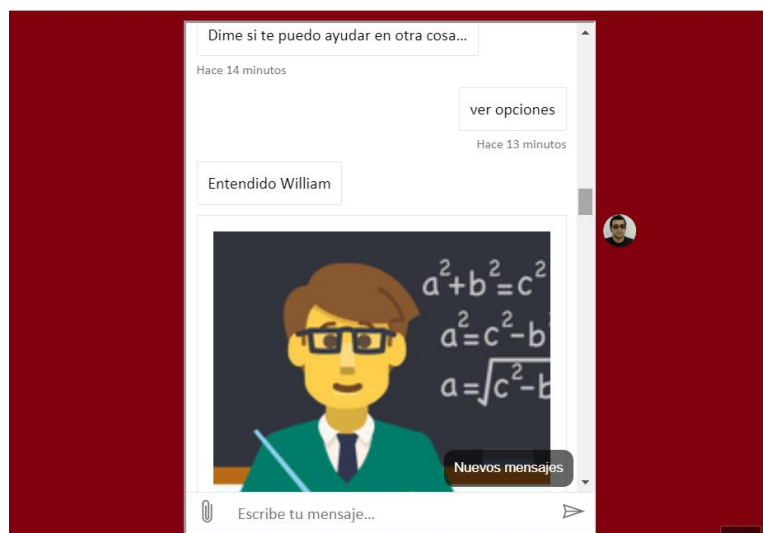 Dime si te puedo ayudar en otra cosa...
Hace 14 minutos
ver opciones
Hace 13 minutos
Entendido William
a²+b²=c²
a²=c²-b
a=√c²-b
Nuevos mensajes
Escribe tu mensaje...